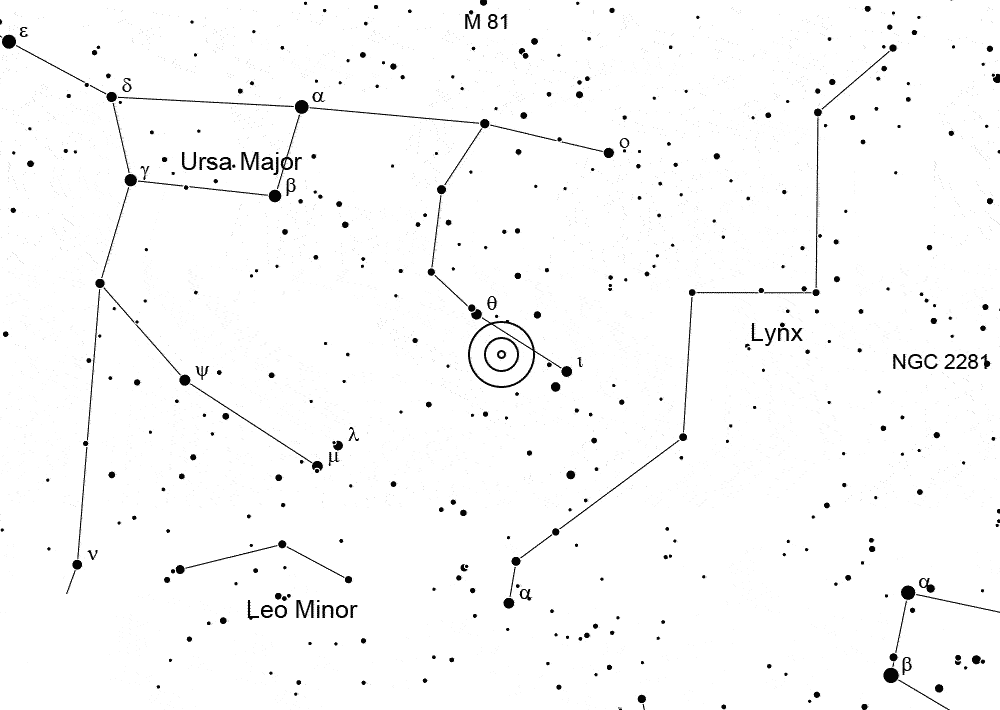 M 81
ε
δ
α
ο
γ
Ursa Major
β
θ
Lynx
ι
NGC 2281
ψ
λ
μ
ν
α
α
Leo Minor
β